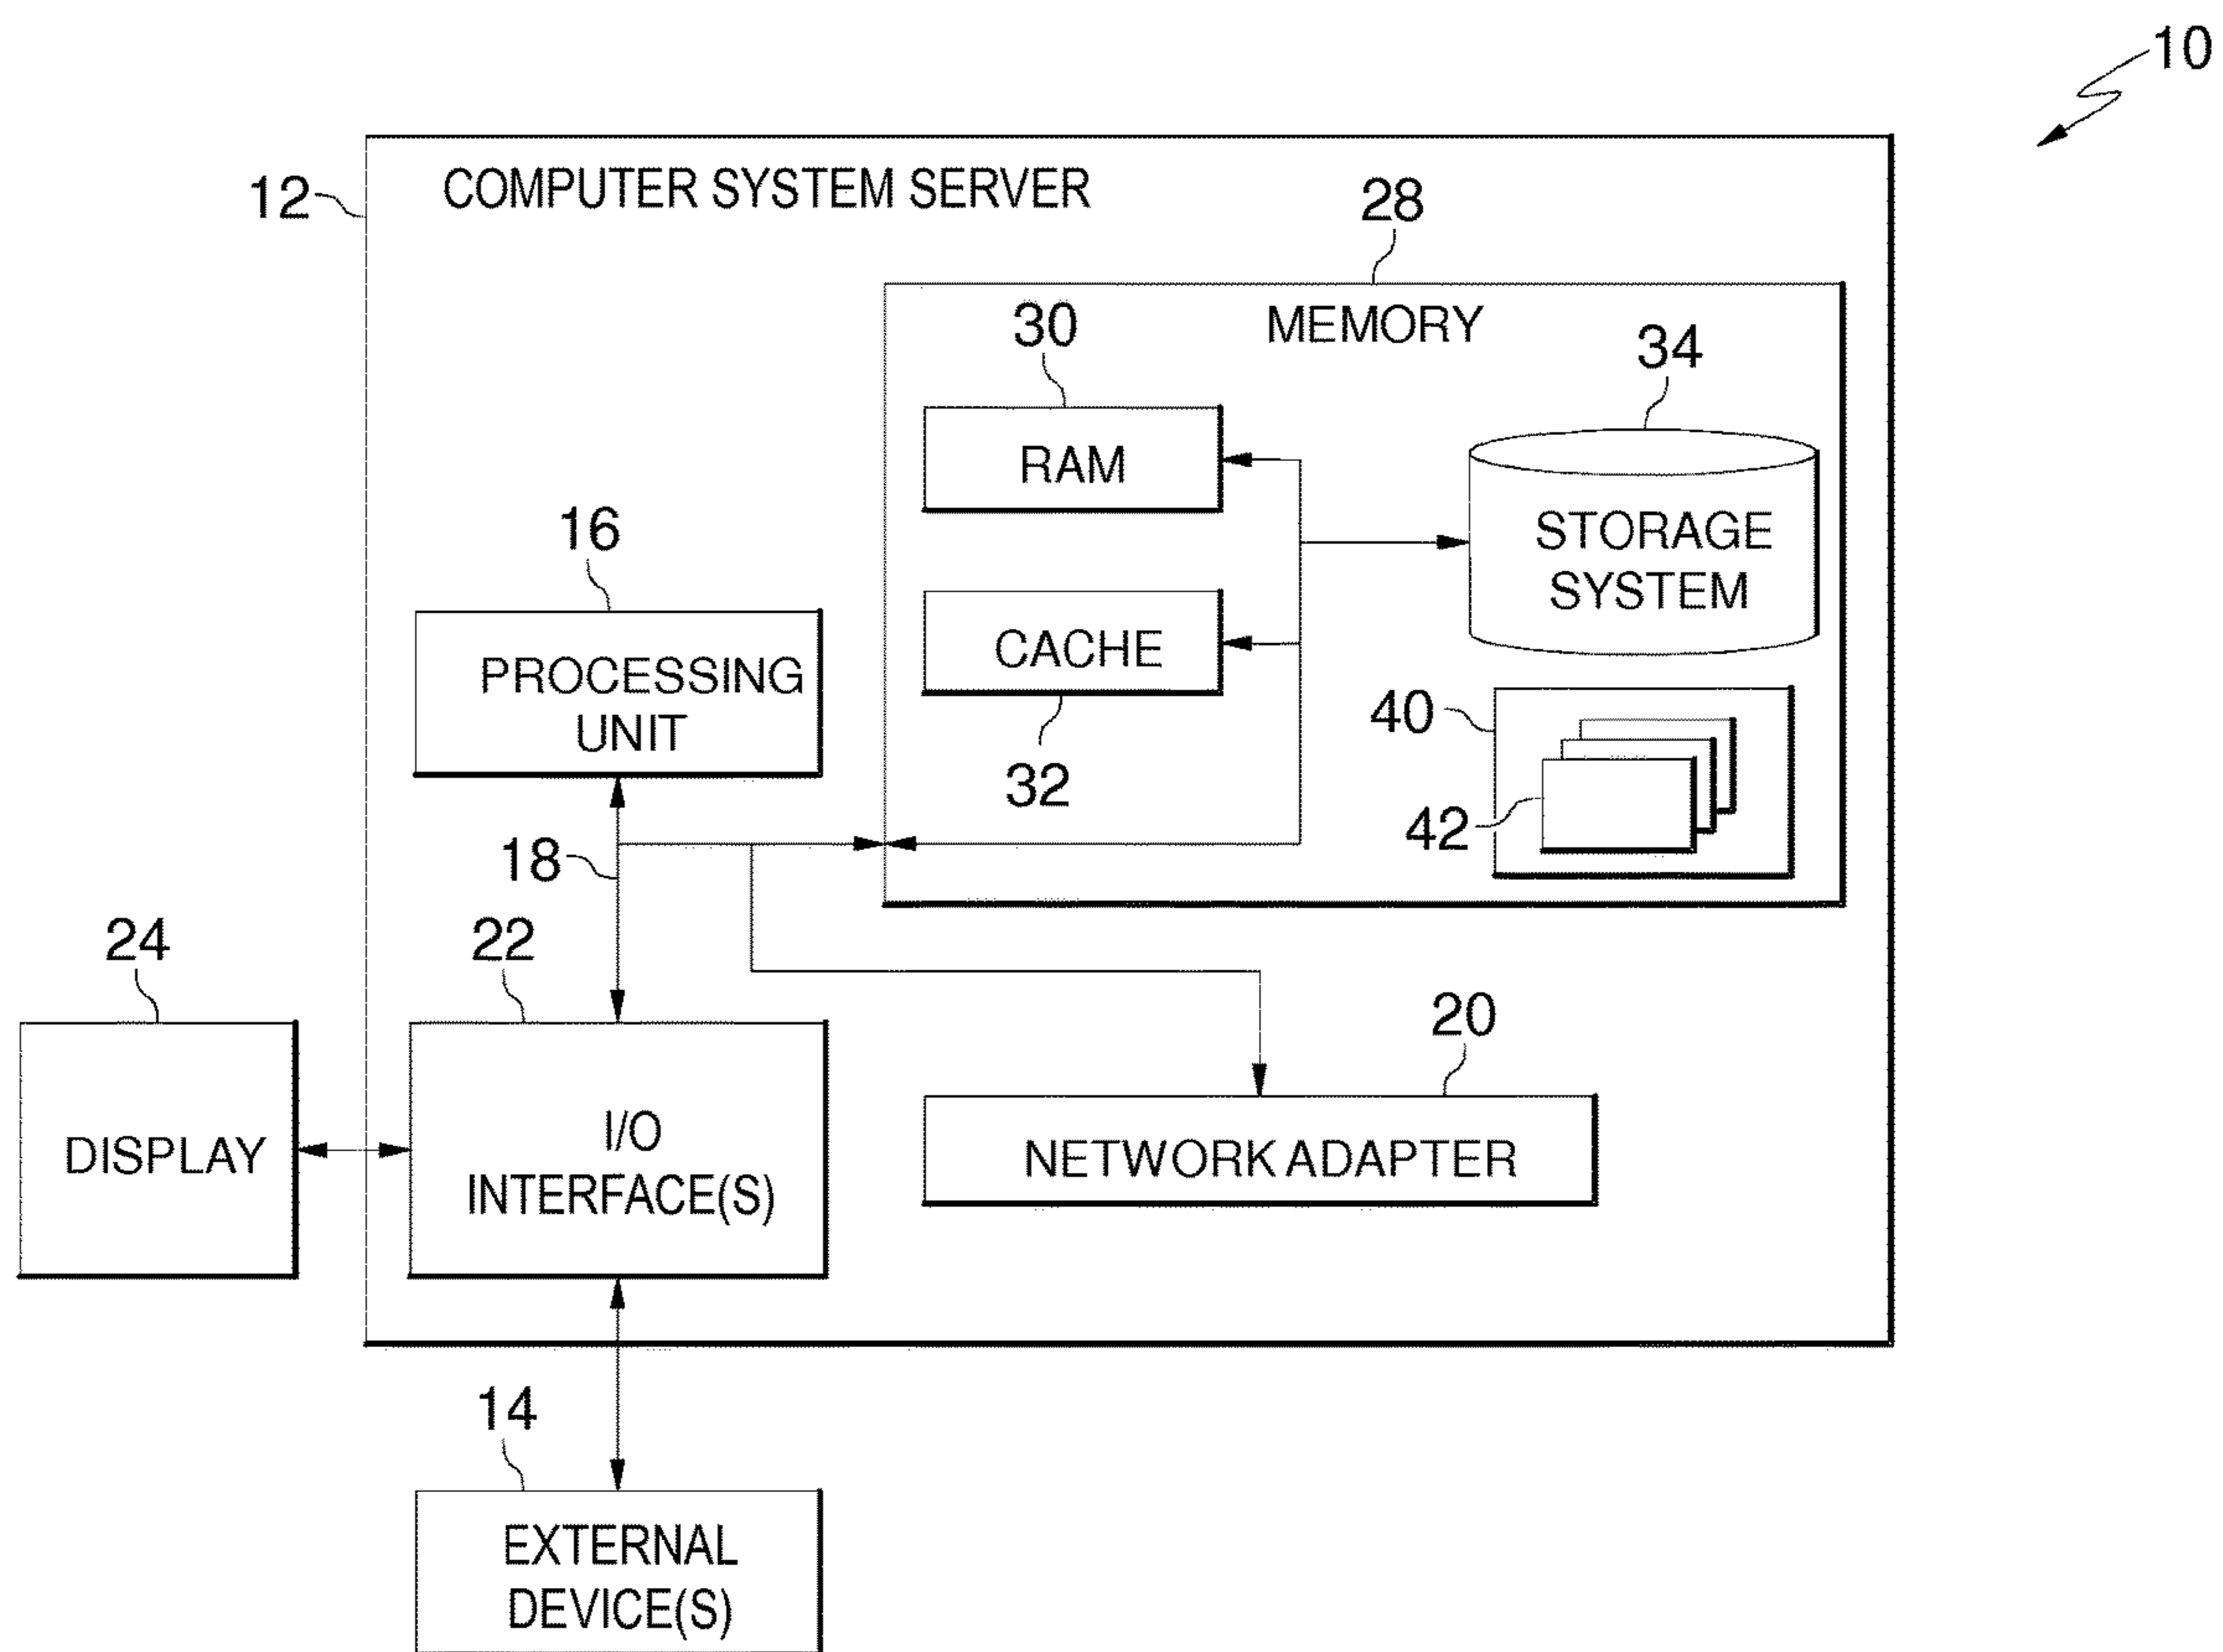 10
12
COMPUTER SYSTEM SERVER
28
MEMORY
30
RAM
34
STORAGE
SYSTEM
16
PROCESSING
UNIT
CACHE
32
40
42
18
24
DISPLAY
22
I/O
INTERFACE(S)
20
NETWORK ADAPTER
14
EXTERNAL
DEVICE(S)